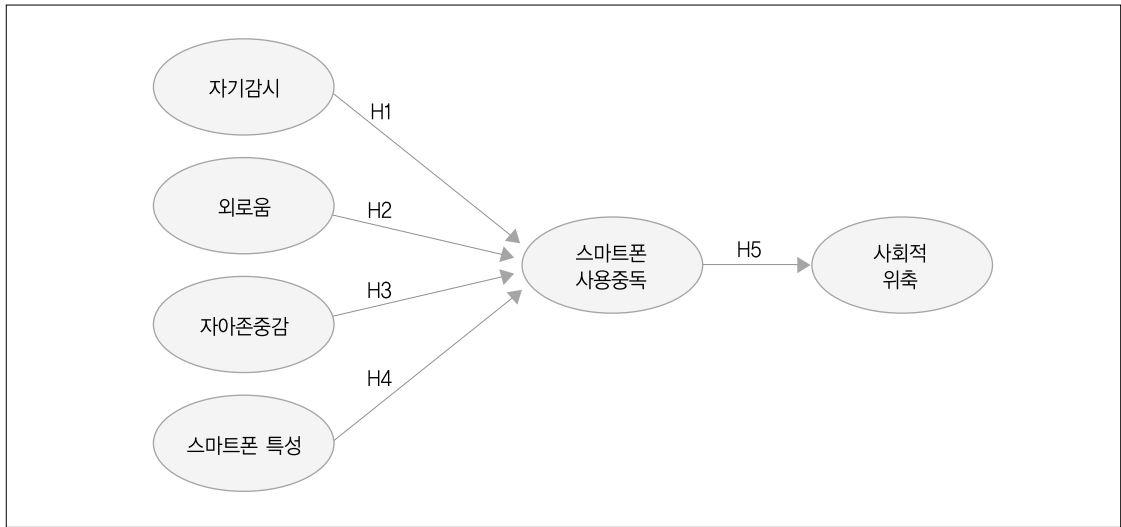 자기감시
H1
외로움
H2
스마트폰
사용중독
H5
사회적
위축
H3
자아존중감
H4
스마트폰 특성